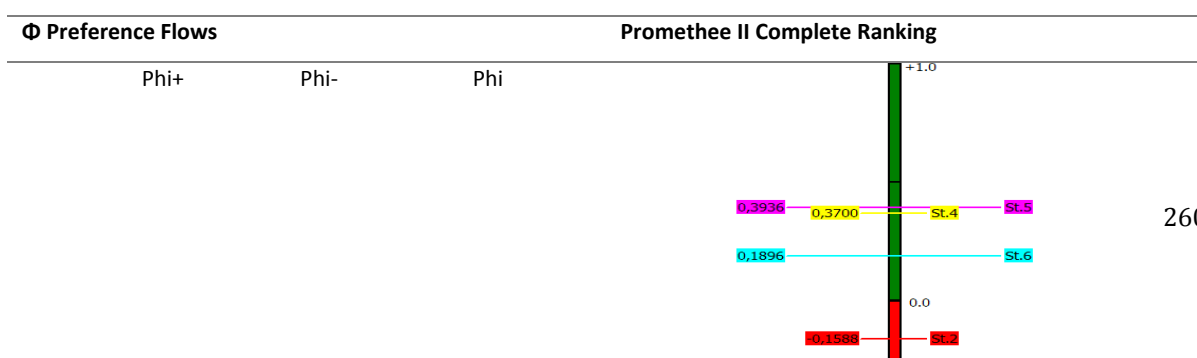 Φ Preference Flows Promethee II Complete Ranking
Phi+ Phi- Phi +1.0
0,3936 St.5
0,3700 St.4
260
0,1896 St.6
0.0
-0,1588 St.2